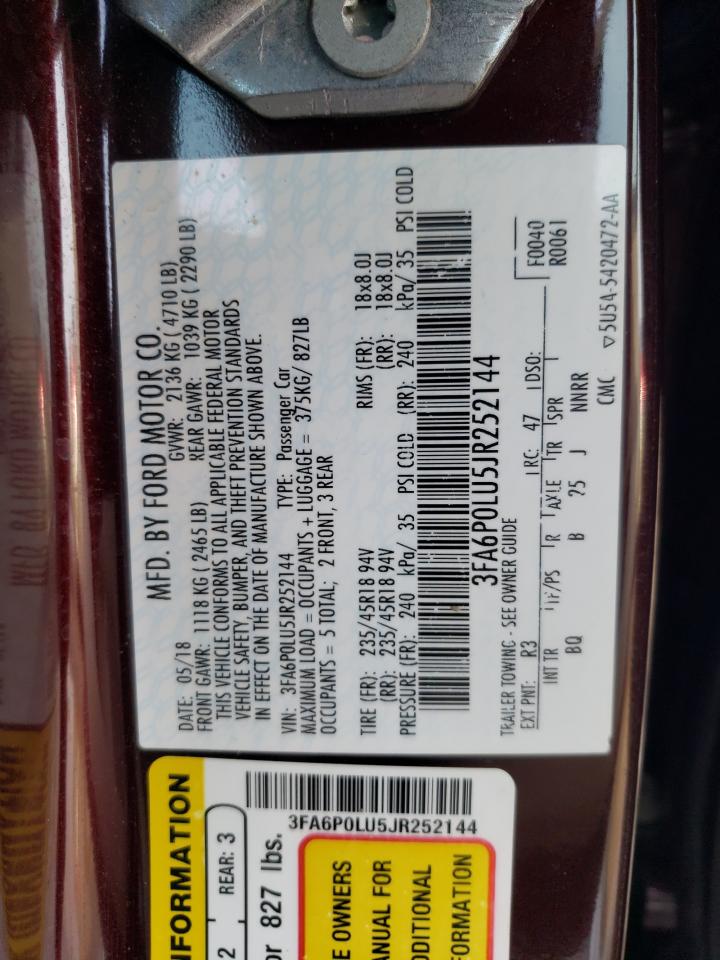 MFD. BY FORD MOTOR CO.
DATE: 05/18 GVWR: 2136 KG ( 4710 LB)
FRONT GAWR: 1118 KG ( 2465 LB) REAR GAWR: 1039 KG ( 2290 LB)
THIS VEHICLE CONFORMS TO ALL APPLICABLE FEDERAL MOTOR
VEHICLE SAFETY, BUMPER, AND THEFT PREVENTION STANDARDS
IN EFFECT ON THE DATE OF MANUFACTURE SHOWN ABOVE.
VIN: 3FA6P0LU5JR252144 TYPE: Passenger Car
MAXIMUM LOAD = OCCUPANTS + LUGGAGE = 375KG/ 827LB
OCCUPANTS = 5 TOTAL; 2 FRONT, 3 REAR
TIRE (FR): 235/45R18 94V RIMS (FR): 18x8.0J
(RR): 235/45R18 94V (RR): 18x8.0J
PRESSURE (FR): 240 kPa/ 35 PSI COLD (RR): 240 kPa/ 35 PSI COLD
3FA6P0LU5JR252144
TRAILER TOWING - SEE OWNER GUIDE F0040
EXT PNT: R3 RC: 47 DSO: R0061
INT TR TP/PS R AXLE TR SPR
BQ B 25 J NNRR
CMC ▽5U5A-5420472-AA
NFORMATION
2 REAR: 3
or 827 lbs.
3FA6P0LU5JR252144
E OWNERS
ANUAL FOR
DDITIONAL
FORMATION